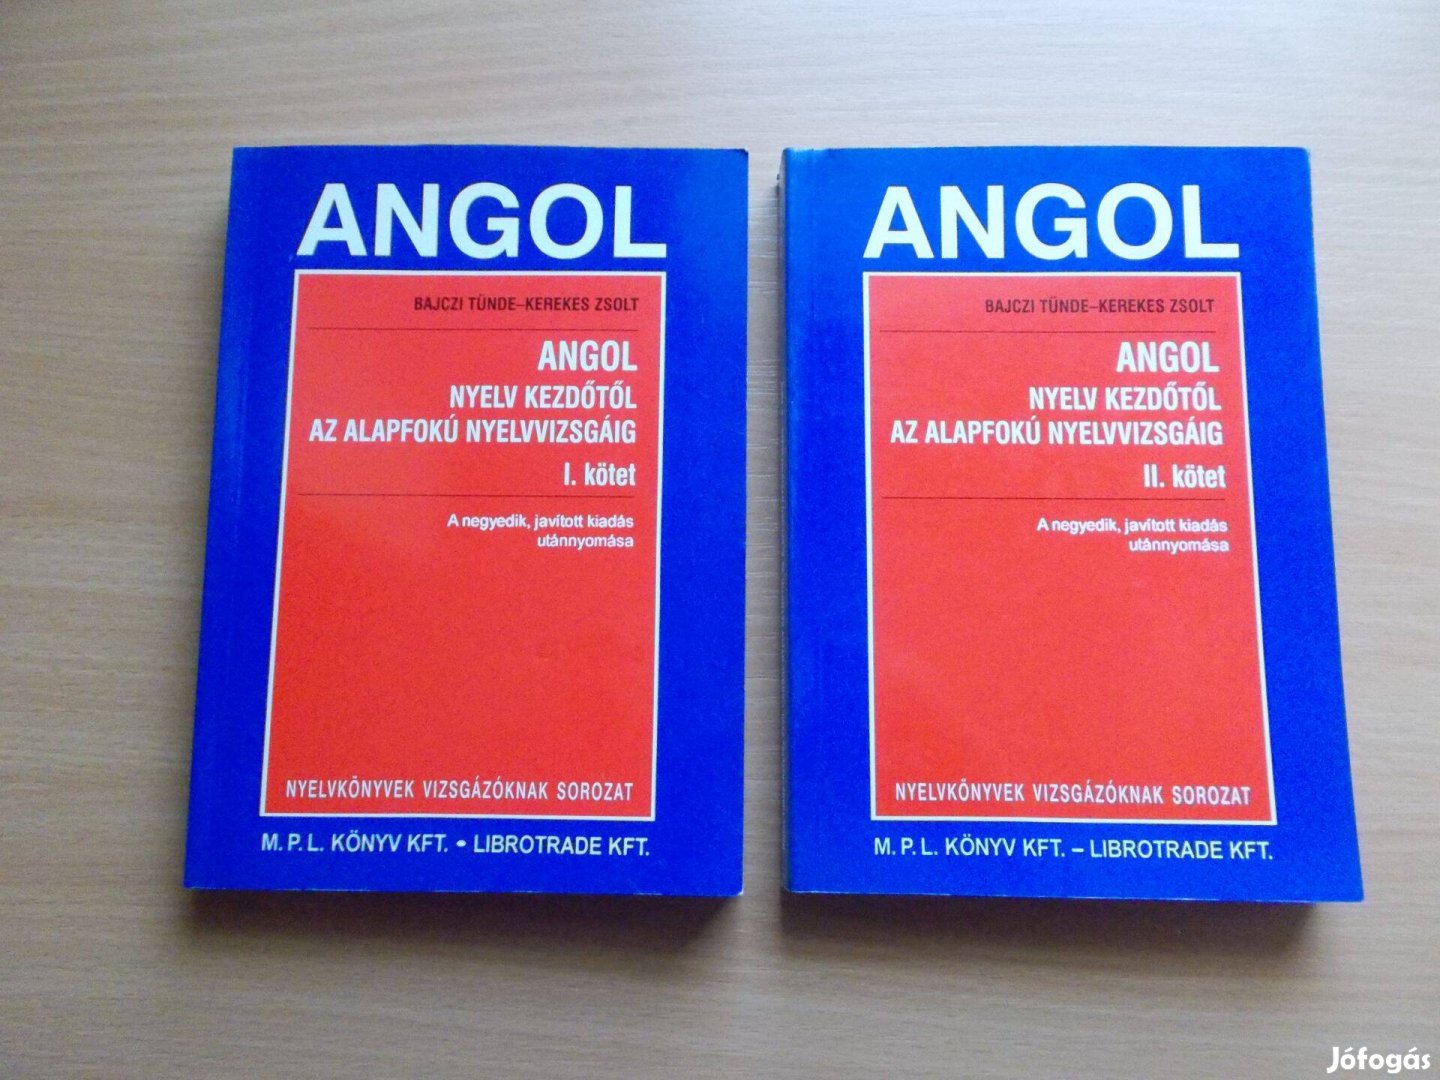 ANGOL
BAJCZI TÜNDE–KEREKES ZSOLT
ANGOL
NYELV KEZDŐTŐL
AZ ALAPFOKÚ NYELVVIZSGÁIG
I. kötet
A negyedik, javított kiadás
utánnyomása
NYELVKÖNYVEK VIZSGÁZÓKNAK SOROZAT
M. P. L. KÖNYV KFT. • LIBROTRADE KFT.
ANGOL
BAJCZI TÜNDE–KEREKES ZSOLT
ANGOL
NYELV KEZDŐTŐL
AZ ALAPFOKÚ NYELVVIZSGÁIG
II. kötet
A negyedik, javított kiadás
utánnyomása
NYELVKÖNYVEK VIZSGÁZÓKNAK SOROZAT
M. P. L. KÖNYV KFT. – LIBROTRADE KFT.
Jófogás